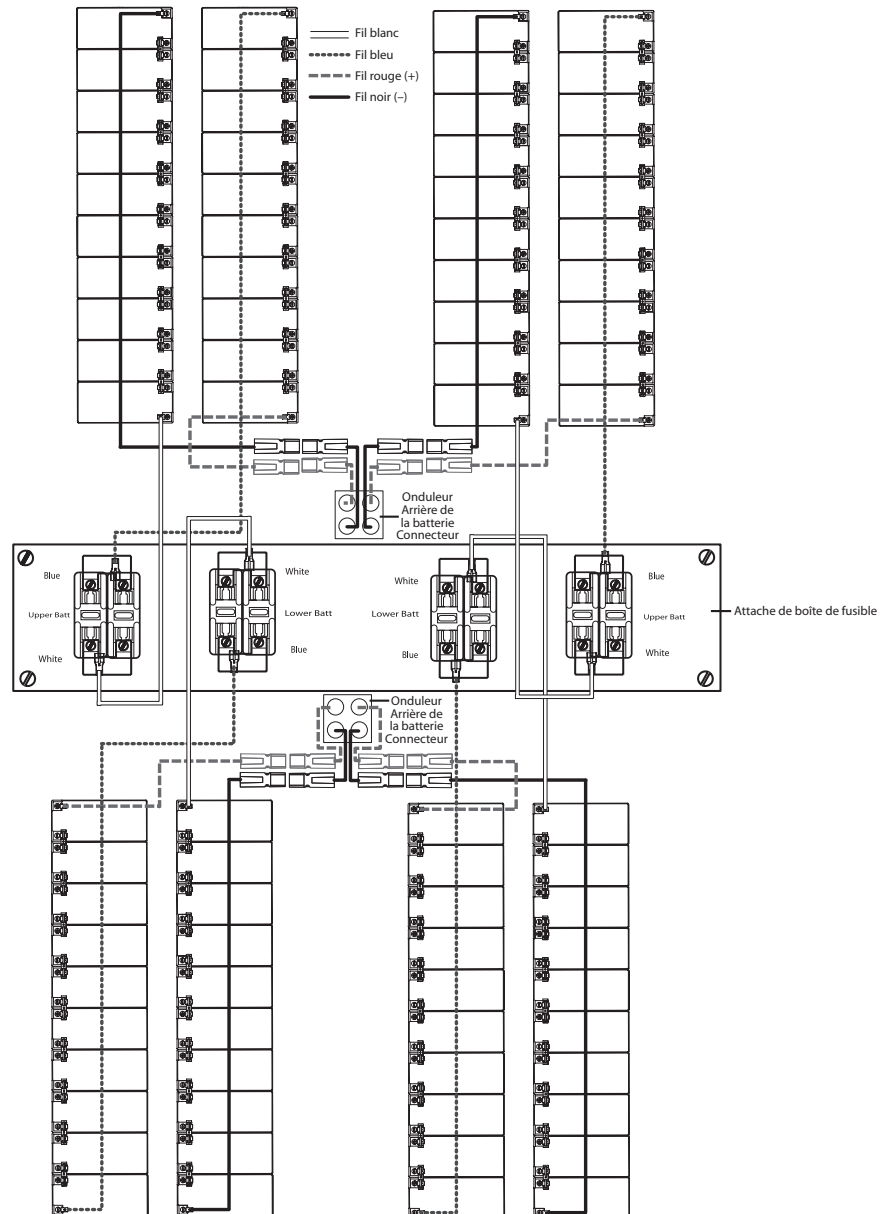 Fil blanc
Fil bleu
Fil rouge (+)
Fil noir (–)
Onduleur
Arrière de
la batterie
Connecteur
Blue
Upper Batt
White
White
Lower Batt
Blue
White
Lower Batt
Blue
Blue
Upper Batt
White
Attache de boîte de fusible
Onduleur
Arrière de
la batterie
Connecteur